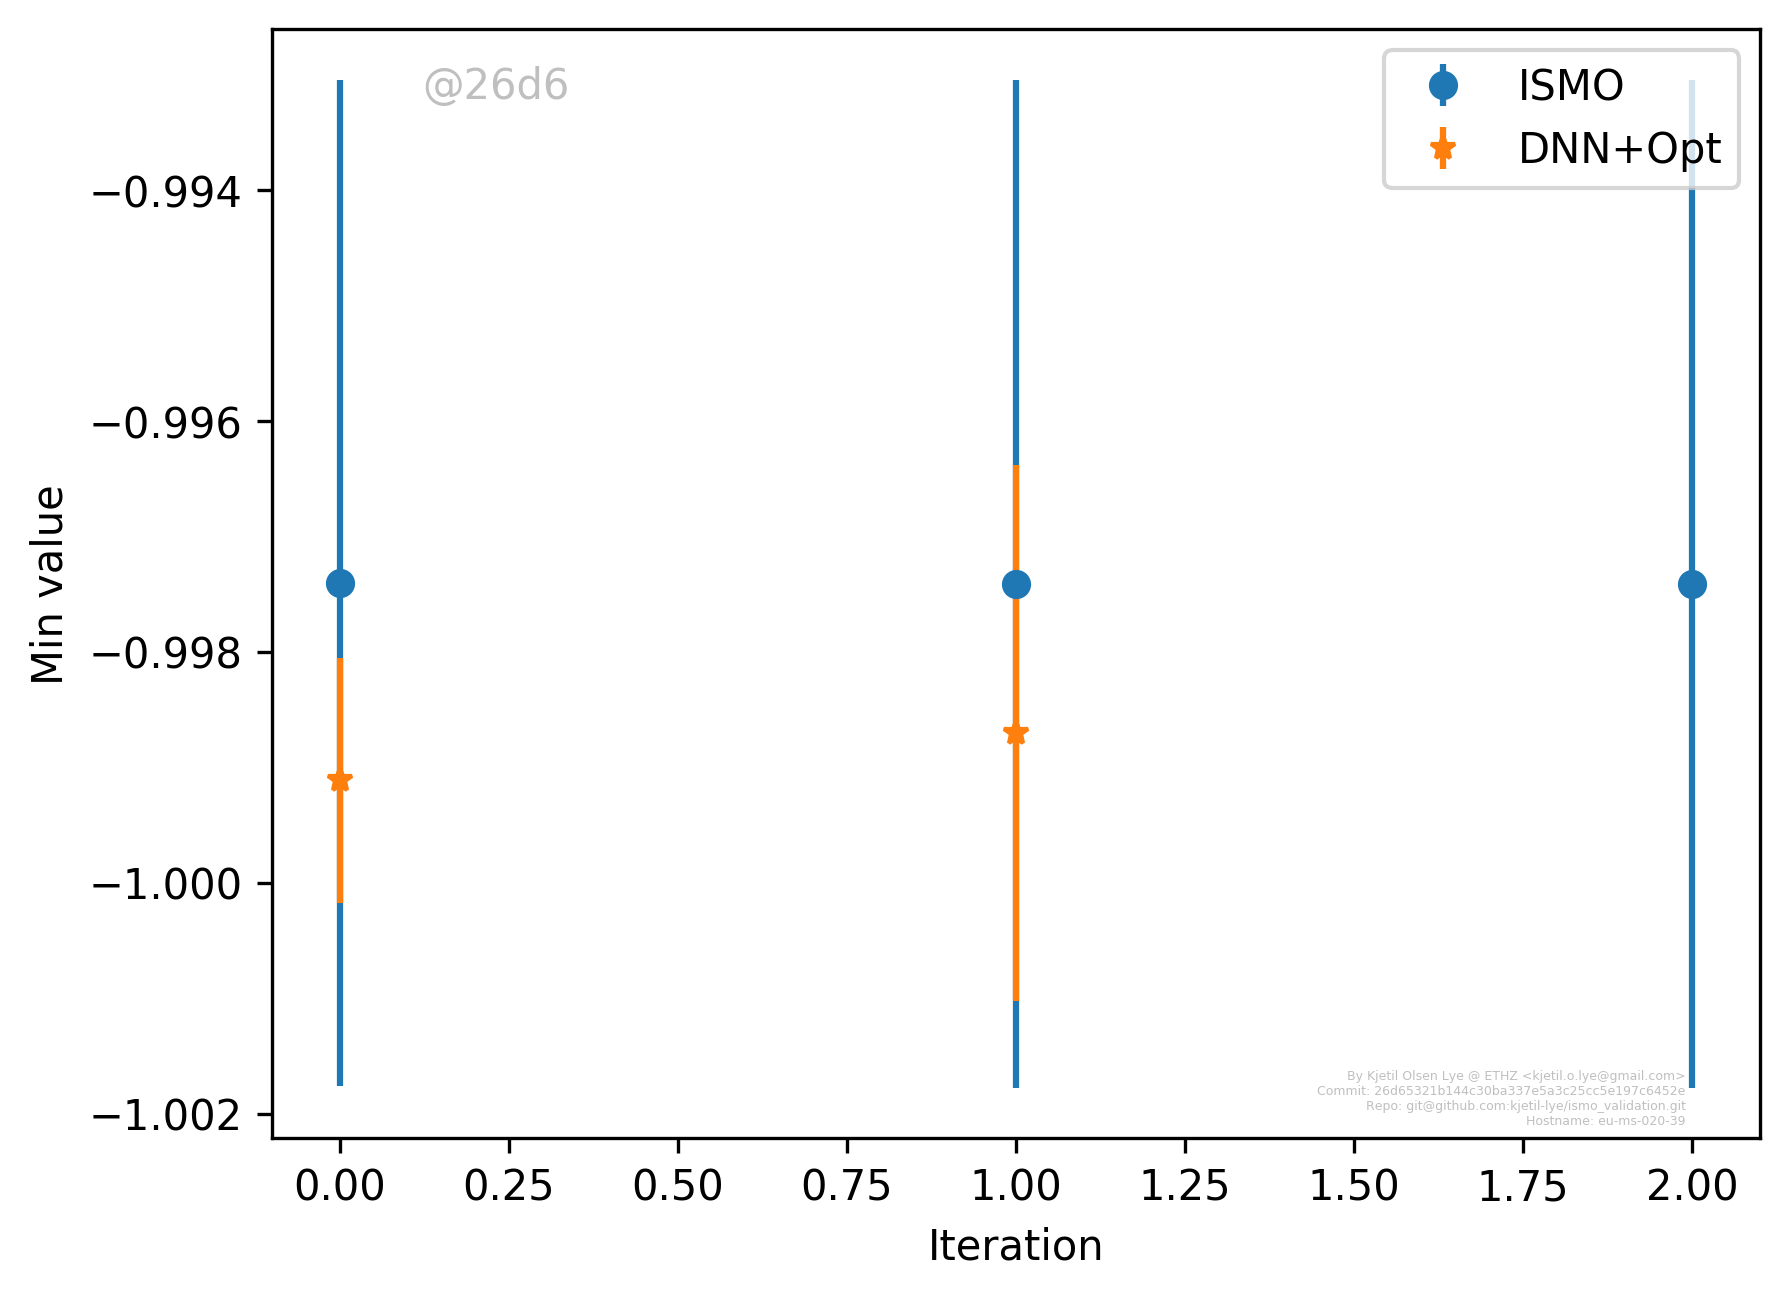 @26d6
ISMO
DNN+Opt
−0.994
−0.996
−0.998
−1.000
−1.002
Min value
By Kjetil Olsen Lye @ ETHZ <kjetil.o.lye@gmail.com>
Commit: 26d65321b144c30ba337e5a3c25cc5e197c6452e
Repo: git@github.com:kjetil-lye/ismo_validation.git
Hostname: eu-ms-020-39
0.00 0.25 0.50 0.75 1.00 1.25 1.50 1.75 2.00
Iteration